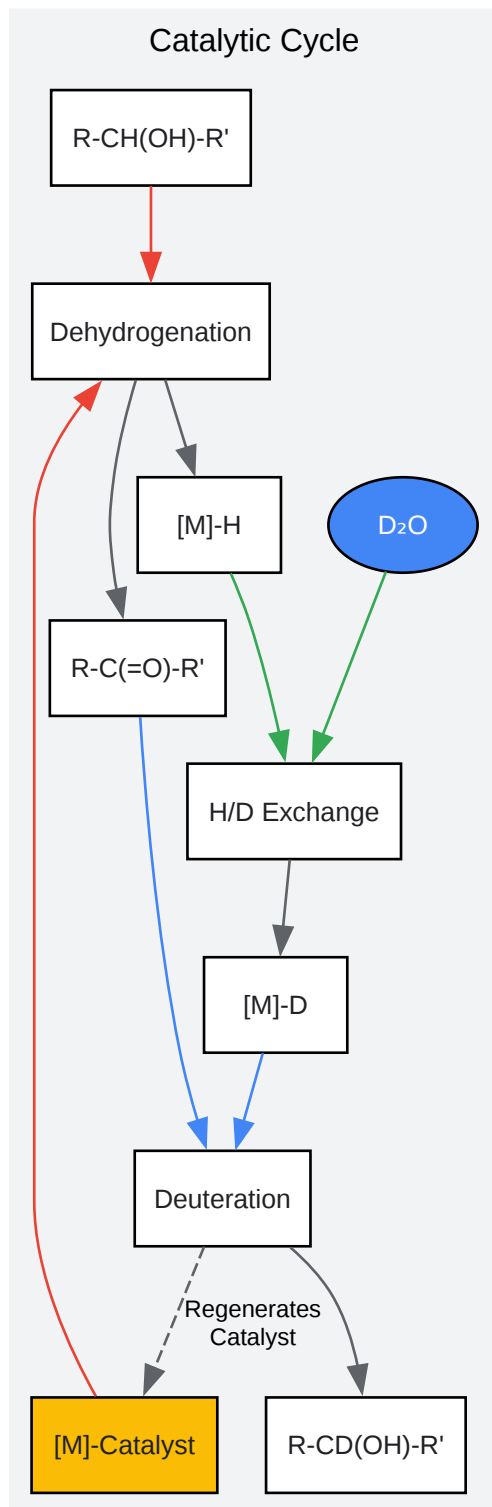 Catalytic Cycle
R-CH(OH)-R'
Dehydrogenation
[M]-H
D₂O
R-C(=O)-R'
H/D Exchange
[M]-D
Deuteration
Regenerates
Catalyst
[M]-Catalyst
R-CD(OH)-R'